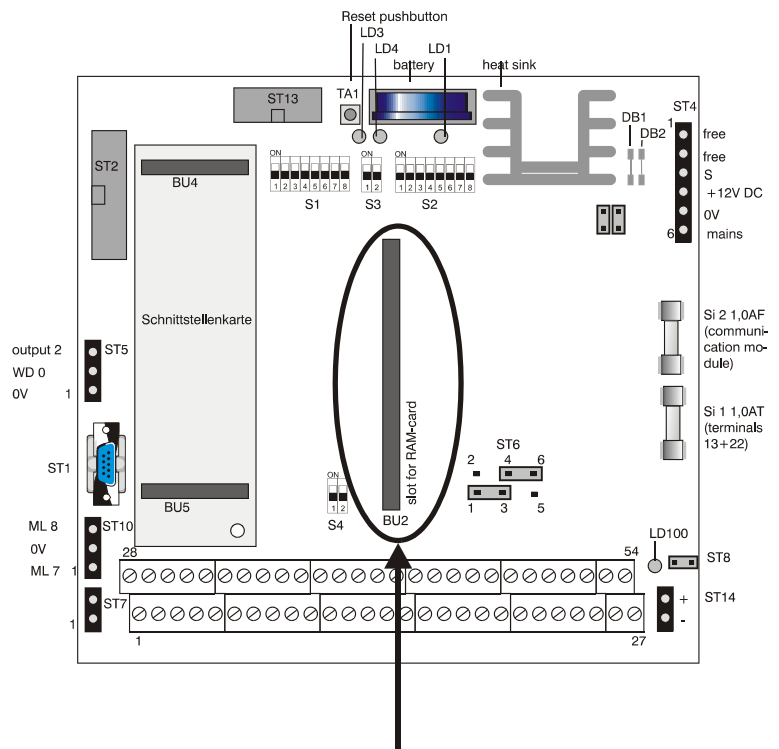 Reset pushbutton
LD3
LD4
LD1
battery
heat sink
TA1
ST13
DB1
DB2
ST4
1
free
free
S
+12V DC
0V
6
mains
ST2
BU4
ON
1 2 3 4 5 6 7 8
S1
ON
1 2
S3
ON
1 2 3 4 5 6 7 8
S2
Schnittstellenkarte
Si 2 1,0AF
(communi-
cation mo-
dule)
Si 1 1,0AT
(terminals
13+22)
output 2
ST5
WD 0
0V
1
ST1
slot for RAM-card
ST6
2 4 6
1 3 5
ON
1 2
S4
BU5
BU2
ML 8
ST10
0V
ML 7
1
28
54
LD100
ST8
ST7
1
1
27
+
ST14
-